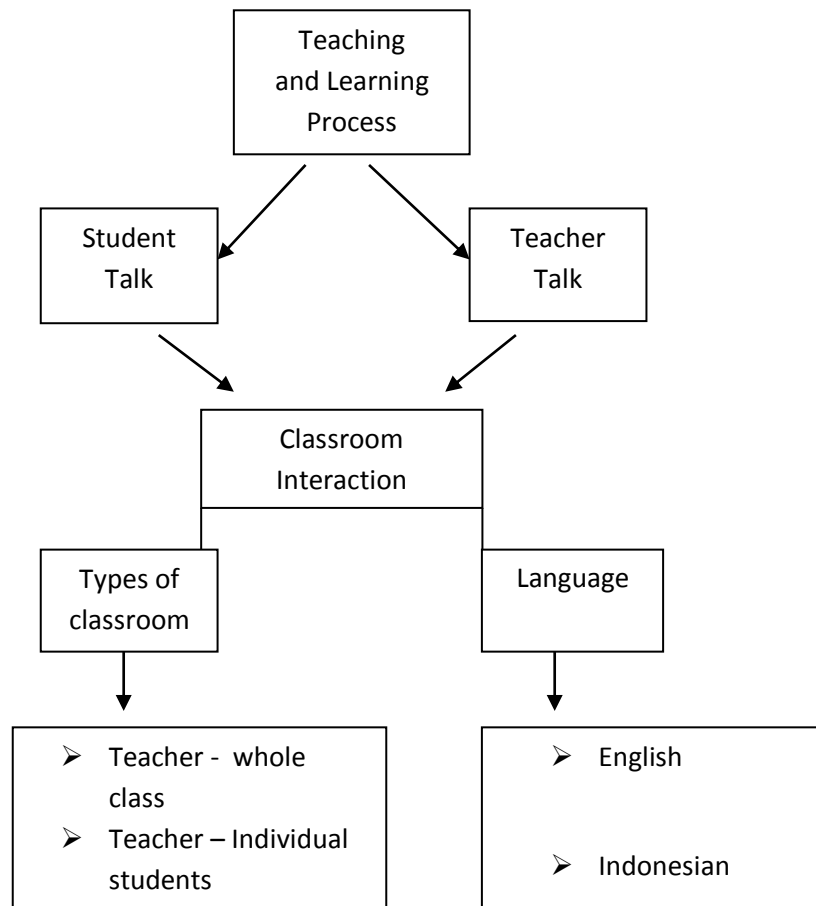 Teaching
and Learning
Process
Student
Talk
Teacher
Talk
Classroom
Interaction
Types of
classroom
Language
➢ Teacher - whole
class
➢ Teacher – Individual
students
➢ English
➢ Indonesian